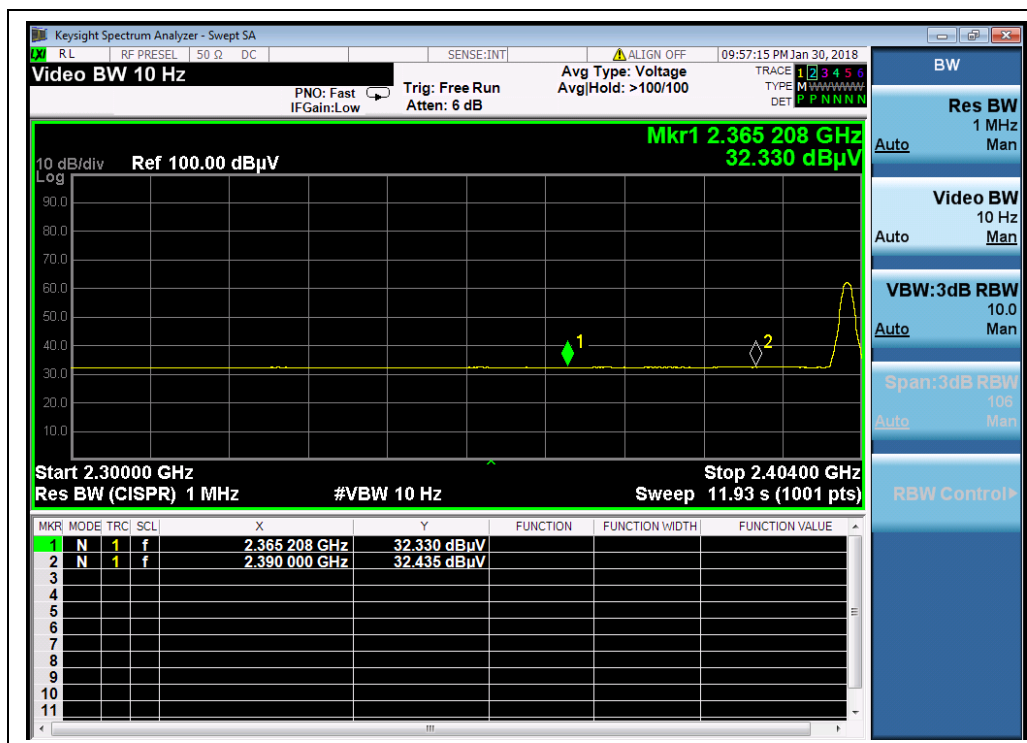 Keysight Spectrum Analyzer - Swept SA
LXI RL RF PRESEL 50 Ω DC SENSE:INT ALIGN OFF 09:57:15 PM Jan 30, 2018
Video BW 10 Hz
PNO: Fast
IFGain:Low
Trig: Free Run
Atten: 6 dB
Avg Type: Voltage
Avg|Hold: >100/100
TRACE 1 2 3 4 5 6
TYPE M W W W W W
DET P P N N N N
Mkr1 2.365 208 GHz
32.330 dBµV
10 dB/div Ref 100.00 dBµV
Log
90.0
80.0
70.0
60.0
50.0
40.0
30.0
20.0
10.0
1
2
Start 2.30000 GHz Stop 2.40400 GHz
Res BW (CISPR) 1 MHz #VBW 10 Hz Sweep 11.93 s (1001 pts)
MKR MODE TRC SCL X Y FUNCTION FUNCTION WIDTH FUNCTION VALUE
1 N 1 f 2.365 208 GHz 32.330 dBµV
2 N 1 f 2.390 000 GHz 32.435 dBµV
3
4
5
6
7
8
9
10
11
BW
Res BW
1 MHz
Auto Man
Video BW
10 Hz
Auto Man
VBW:3dB RBW
10.0
Auto Man
Span:3dB RBW
106
Auto Man
RBW Control